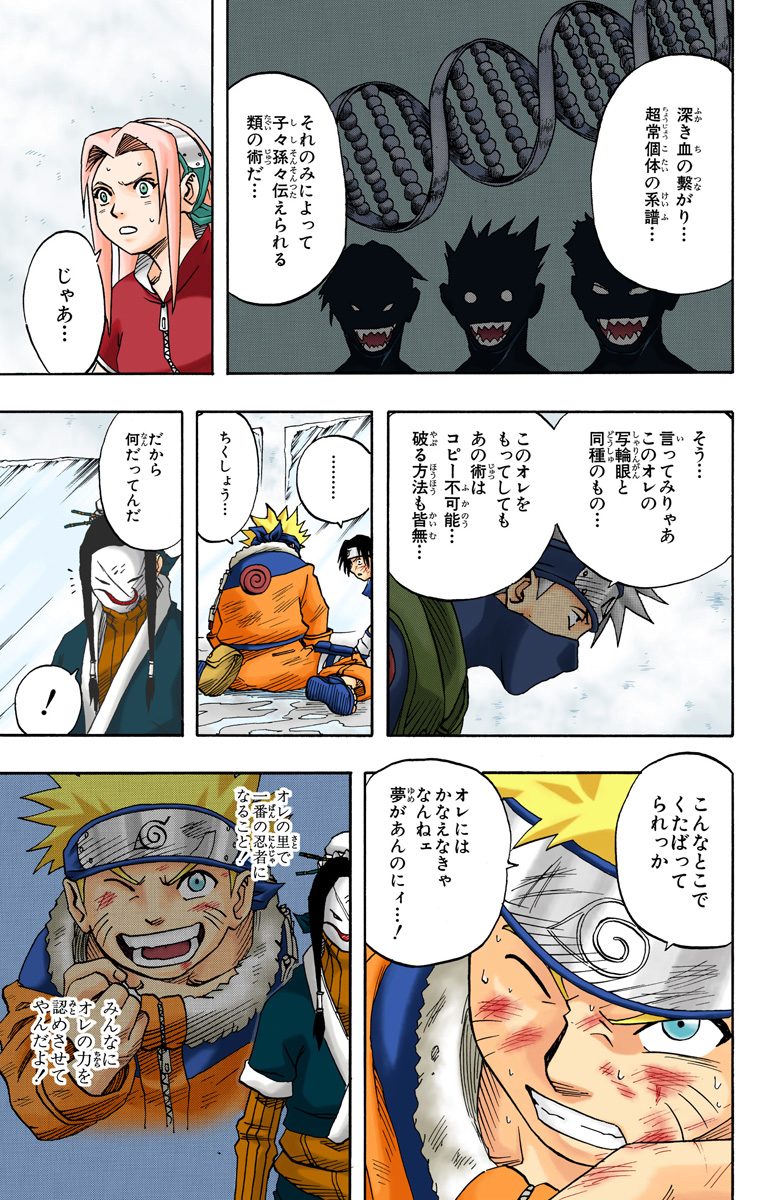 深き血の繋がり…
超常個体の系譜…
それのみによって
子々孫々伝えられる
類の術だ…
じゃあ…
そう…
言ってみりゃあ
このオレの
写輪眼と
同種のもの…
このオレを
もってしても
あの術は
コピー不可能…
破る方法も皆無…
………
ちくしょう…
だから
何だってんだ
！
こんなとこで
くたばって
られっか
オレには
かなえなきゃ
なんねェ
夢があんのにィ…！
オレの里で
一番の忍者に
なること！
みんなに
オレの力を
認めさせて
やんだよ！